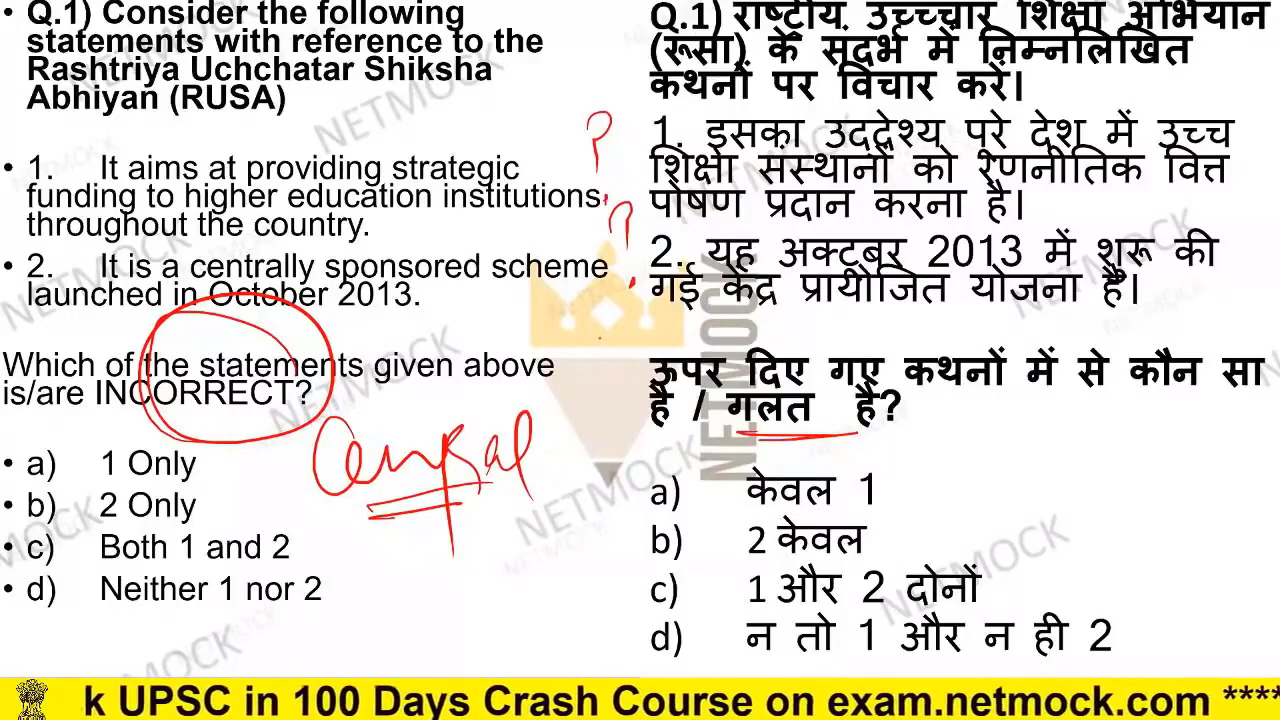 • Q.1) Consider the following
statements with reference to the
Rashtriya Uchchatar Shiksha
Abhiyan (RUSA)
• 1. It aims at providing strategic
funding to higher education institutions
throughout the country.
• 2. It is a centrally sponsored scheme
launched in October 2013.
Which of the statements given above
is/are INCORRECT?
• a) 1 Only
• b) 2 Only
• c) Both 1 and 2
• d) Neither 1 nor 2
Q.1) राष्ट्रीय उच्च्चार शिक्षा अभियान
(रूसा) के संदर्भ में निम्नलिखित
कथनों पर विचार करें।
1. इसका उद्देश्य पूरे देश में उच्च
शिक्षा संस्थानों को रणनीतिक वित्त
पोषण प्रदान करना है।
2. यह अक्टूबर 2013 में शुरू की
गई केंद्र प्रायोजित योजना है।
ऊपर दिए गए कथनों में से कौन सा
है / गलत है?
a) केवल 1
b) 2 केवल
c) 1 और 2 दोनों
d) न तो 1 और न ही 2
?
?
NETMOCK
k UPSC in 100 Days Crash Course on exam.netmock.com ****